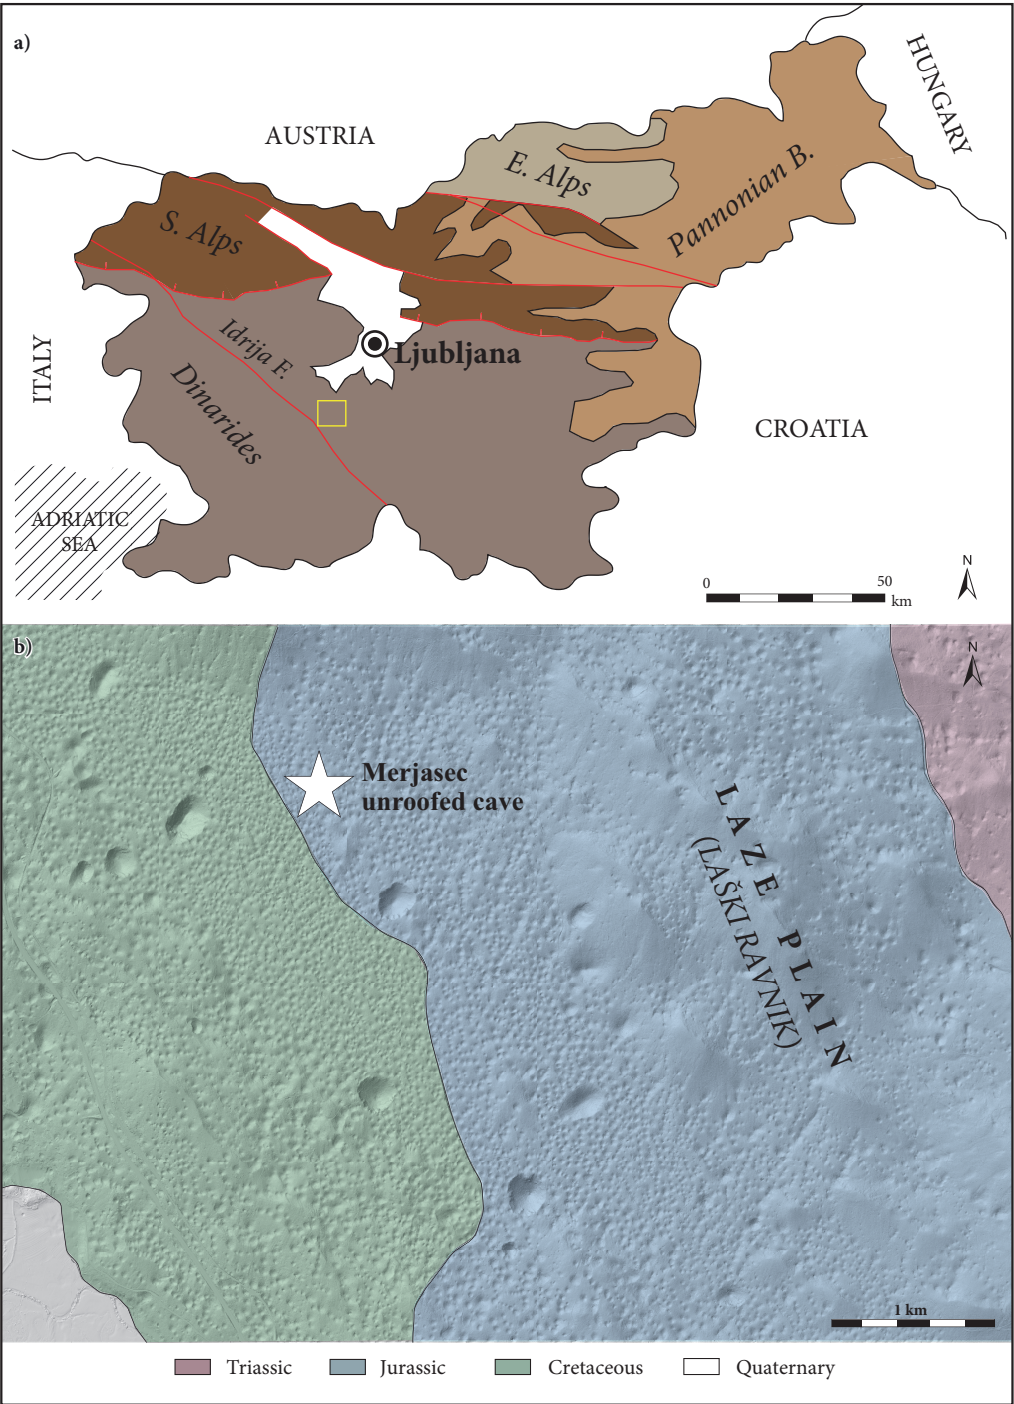 a)
AUSTRIA
HUNGARY
E. Alps
Pannonian B.
S. Alps
Idrija F.
Ljubljana
ITALY
Dinarides
CROATIA
ADRIATIC
SEA
0
50
km
N
b)
N
Merjasec
unroofed cave
LAZE PLAIN
(LAŠKI RAVNIK)
1 km
Triassic
Jurassic
Cretaceous
Quaternary